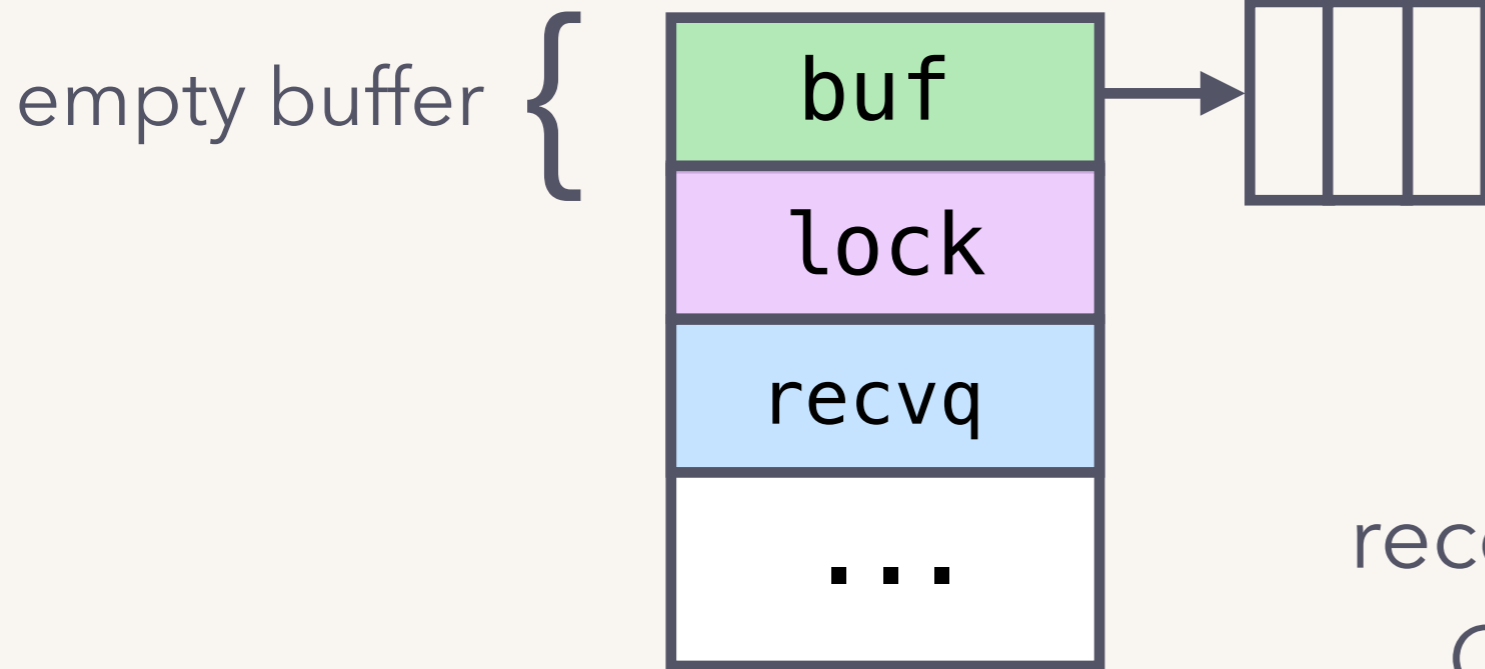 empty buffer
buf
lock
recvq
...